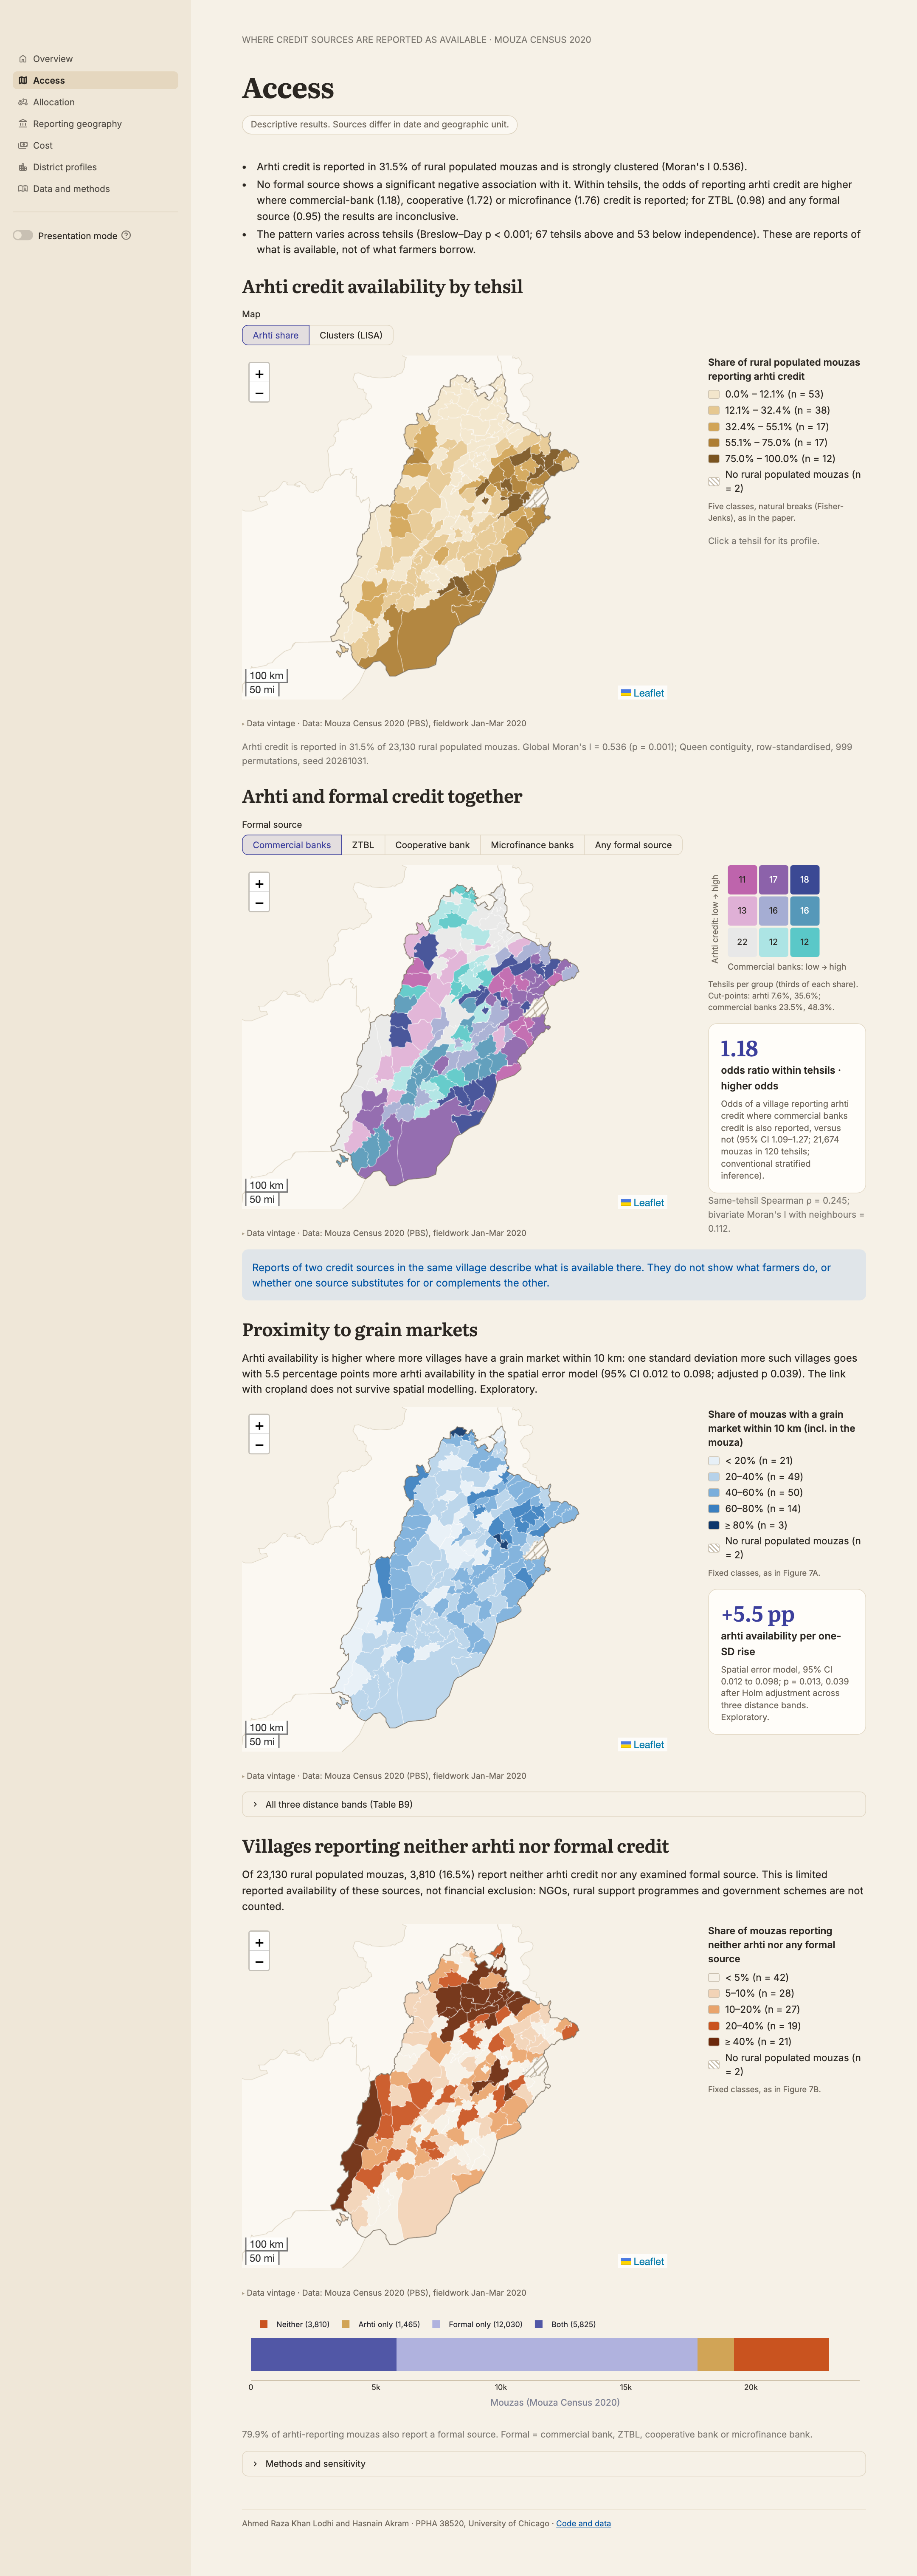 Overview
Access
Allocation
Reporting geography
Cost
District profiles
Data and methods
Presentation mode
WHERE CREDIT SOURCES ARE REPORTED AS AVAILABLE · MOUZA CENSUS 2020
Access
Descriptive results. Sources differ in date and geographic unit.
• Arhti credit is reported in 31.5% of rural populated mouzas and is strongly clustered (Moran's I 0.536).
• No formal source shows a significant negative association with it. Within tehsils, the odds of reporting arhti credit are higher
where commercial-bank (1.18), cooperative (1.72) or microfinance (1.76) credit is reported; for ZTBL (0.98) and any formal
source (0.95) the results are inconclusive.
• The pattern varies across tehsils (Breslow–Day p < 0.001; 67 tehsils above and 53 below independence). These are reports of
what is available, not of what farmers borrow.
Arhti credit availability by tehsil
Map
Arhti share
Clusters (LISA)
+
−
100 km
50 mi
Leaflet
Share of rural populated mouzas
reporting arhti credit
0.0% – 12.1% (n = 53)
12.1% – 32.4% (n = 38)
32.4% – 55.1% (n = 17)
55.1% – 75.0% (n = 17)
75.0% – 100.0% (n = 12)
No rural populated mouzas (n
= 2)
Five classes, natural breaks (Fisher-
Jenks), as in the paper.
Click a tehsil for its profile.
Data vintage · Data: Mouza Census 2020 (PBS), fieldwork Jan-Mar 2020
Arhti credit is reported in 31.5% of 23,130 rural populated mouzas. Global Moran's I = 0.536 (p = 0.001); Queen contiguity, row-standardised, 999
permutations, seed 20261031.
Arhti and formal credit together
Formal source
Commercial banks
ZTBL
Cooperative bank
Microfinance banks
Any formal source
+
−
100 km
50 mi
Leaflet
Arhti credit: low → high
11 17 18
13 16 16
22 12 12
Commercial banks: low → high
Tehsils per group (thirds of each share).
Cut-points: arhti 7.6%, 35.6%;
commercial banks 23.5%, 48.3%.
1.18
odds ratio within tehsils ·
higher odds
Odds of a village reporting arhti
credit where commercial banks
credit is also reported, versus
not (95% CI 1.09–1.27; 21,674
mouzas in 120 tehsils;
conventional stratified
inference).
Same-tehsil Spearman ρ = 0.245;
bivariate Moran's I with neighbours =
0.112.
Data vintage · Data: Mouza Census 2020 (PBS), fieldwork Jan-Mar 2020
Reports of two credit sources in the same village describe what is available there. They do not show what farmers do, or
whether one source substitutes for or complements the other.
Proximity to grain markets
Arhti availability is higher where more villages have a grain market within 10 km: one standard deviation more such villages goes
with 5.5 percentage points more arhti availability in the spatial error model (95% CI 0.012 to 0.098; adjusted p 0.039). The link
with cropland does not survive spatial modelling. Exploratory.
+
−
100 km
50 mi
Leaflet
Share of mouzas with a grain
market within 10 km (incl. in the
mouza)
< 20% (n = 21)
20–40% (n = 49)
40–60% (n = 50)
60–80% (n = 14)
≥ 80% (n = 3)
No rural populated mouzas (n
= 2)
Fixed classes, as in Figure 7A.
+5.5 pp
arhti availability per one-
SD rise
Spatial error model, 95% CI
0.012 to 0.098; p = 0.013, 0.039
after Holm adjustment across
three distance bands.
Exploratory.
Data vintage · Data: Mouza Census 2020 (PBS), fieldwork Jan-Mar 2020
All three distance bands (Table B9)
Villages reporting neither arhti nor formal credit
Of 23,130 rural populated mouzas, 3,810 (16.5%) report neither arhti credit nor any examined formal source. This is limited
reported availability of these sources, not financial exclusion: NGOs, rural support programmes and government schemes are not
counted.
+
−
100 km
50 mi
Leaflet
Share of mouzas reporting
neither arhti nor any formal
source
< 5% (n = 42)
5–10% (n = 28)
10–20% (n = 27)
20–40% (n = 19)
≥ 40% (n = 21)
No rural populated mouzas (n
= 2)
Fixed classes, as in Figure 7B.
Data vintage · Data: Mouza Census 2020 (PBS), fieldwork Jan-Mar 2020
Neither (3,810) Arhti only (1,465) Formal only (12,030) Both (5,825)
0 5k 10k 15k 20k
Mouzas (Mouza Census 2020)
79.9% of arhti-reporting mouzas also report a formal source. Formal = commercial bank, ZTBL, cooperative bank or microfinance bank.
Methods and sensitivity
Ahmed Raza Khan Lodhi and Hasnain Akram · PPHA 38520, University of Chicago · Code and data